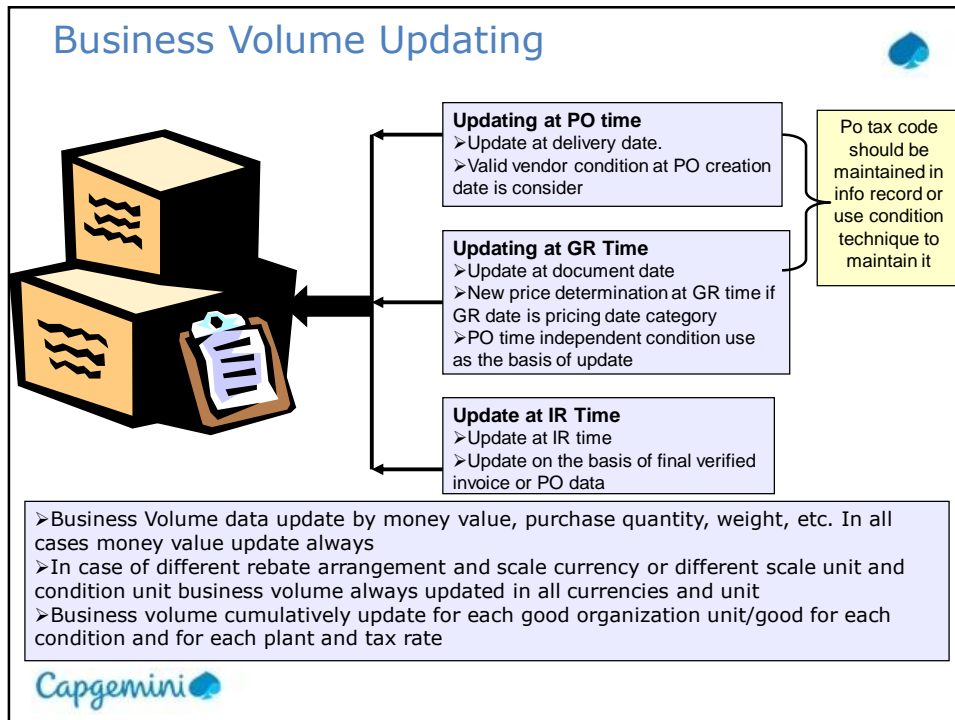 Business Volume Updating
Updating at PO time
➢Update at delivery date.
➢Valid vendor condition at PO creation
date is consider
Po tax code
should be
maintained in
info record or
use condition
technique to
maintain it
Updating at GR Time
➢Update at document date
➢New price determination at GR time if
GR date is pricing date category
➢PO time independent condition use
as the basis of update
Update at IR Time
➢Update at IR time
➢Update on the basis of final verified
invoice or PO data
➢Business Volume data update by money value, purchase quantity, weight, etc. In all
cases money value update always
➢In case of different rebate arrangement and scale currency or different scale unit and
condition unit business volume always updated in all currencies and unit
➢Business volume cumulatively update for each good organization unit/good for each
condition and for each plant and tax rate
Capgemini